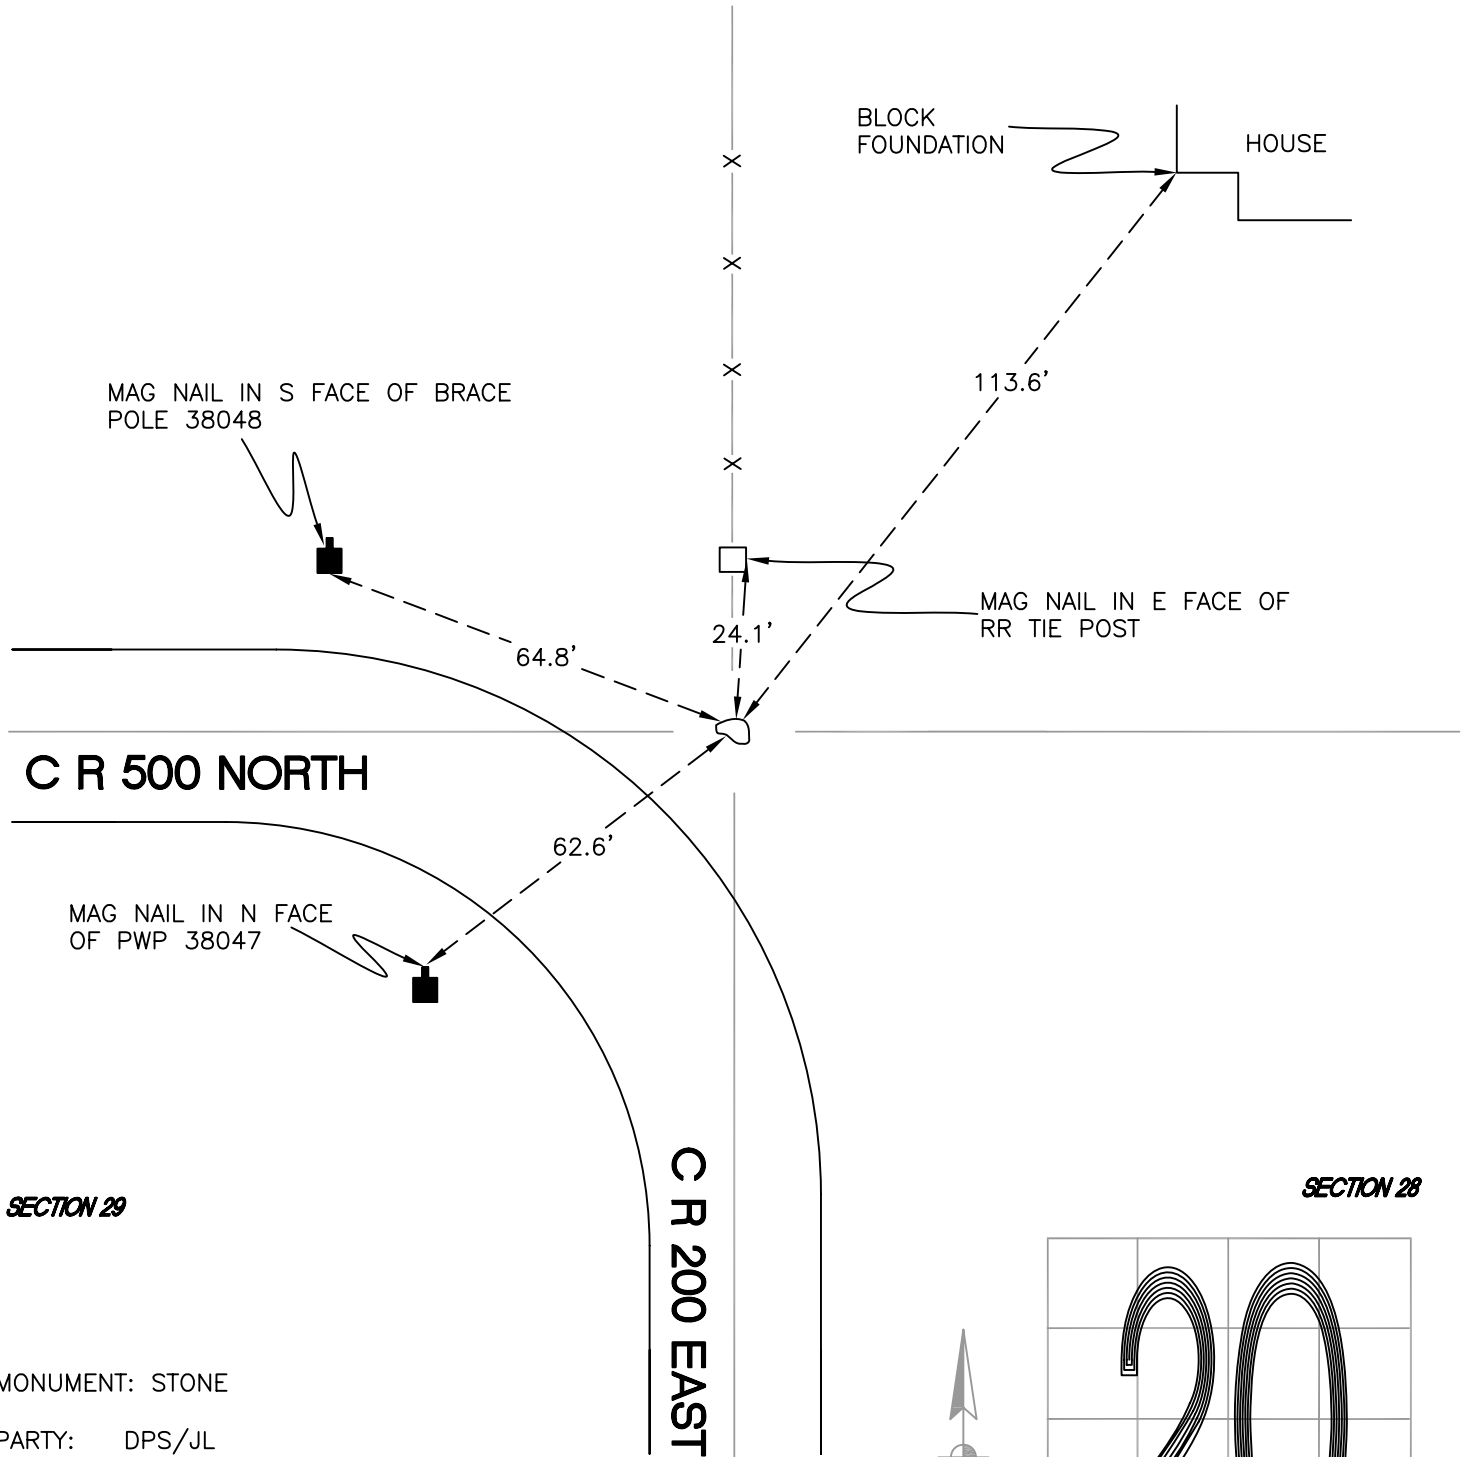 BLOCK
FOUNDATION
HOUSE
113.6’
MAG NAIL IN S FACE OF BRACE
POLE 38048
MAG NAIL IN E FACE OF
RR TIE POST
24.1’
64.8’
C R 500 NORTH
62.6’
MAG NAIL IN N FACE
OF PWP 38047
C R 200 EAST
SECTION 29
SECTION 28
20
MONUMENT: STONE
PARTY: DPS/JL